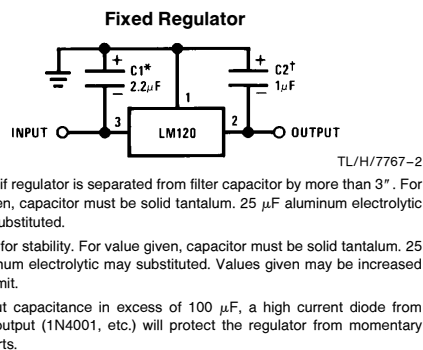 Fixed Regulator
+ C1*
2.2μF
−
+ C2†
1μF
−
1
INPUT 3 LM120 2 OUTPUT
TL/H/7767–2
if regulator is separated from filter capacitor by more than 3″. For
en, capacitor must be solid tantalum. 25 μF aluminum electrolytic
ubstituted.
for stability. For value given, capacitor must be solid tantalum. 25
num electrolytic may substituted. Values given may be increased
mit.
ut capacitance in excess of 100 μF, a high current diode from
output (1N4001, etc.) will protect the regulator from momentary
rts.